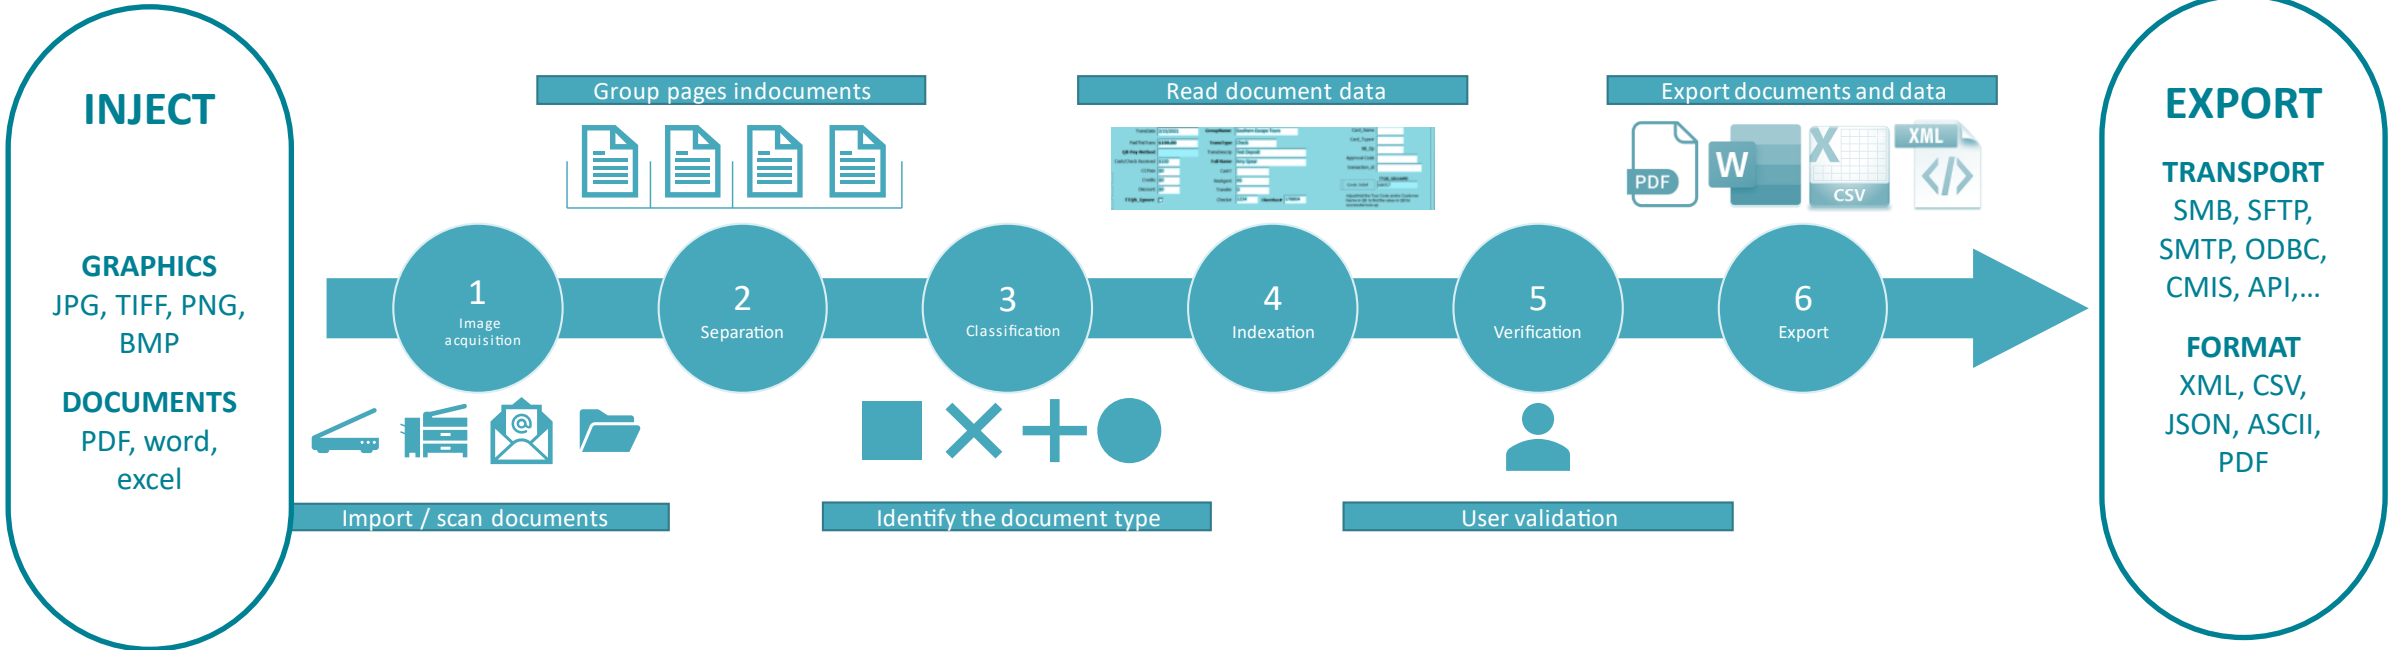 INJECT
GRAPHICS
JPG, TIFF, PNG,
BMP
DOCUMENTS
PDF, word,
excel
Group pages indocuments
Read document data
Export documents and data
PDF
W
X
CSV
XML
</>
1
Image
acquisition
2
Separation
3
Classification
4
Indexation
5
Verification
6
Export
@
Import / scan documents
Identify the document type
User validation
EXPORT
TRANSPORT
SMB, SFTP,
SMTP, ODBC,
CMIS, API,...
FORMAT
XML, CSV,
JSON, ASCII,
PDF